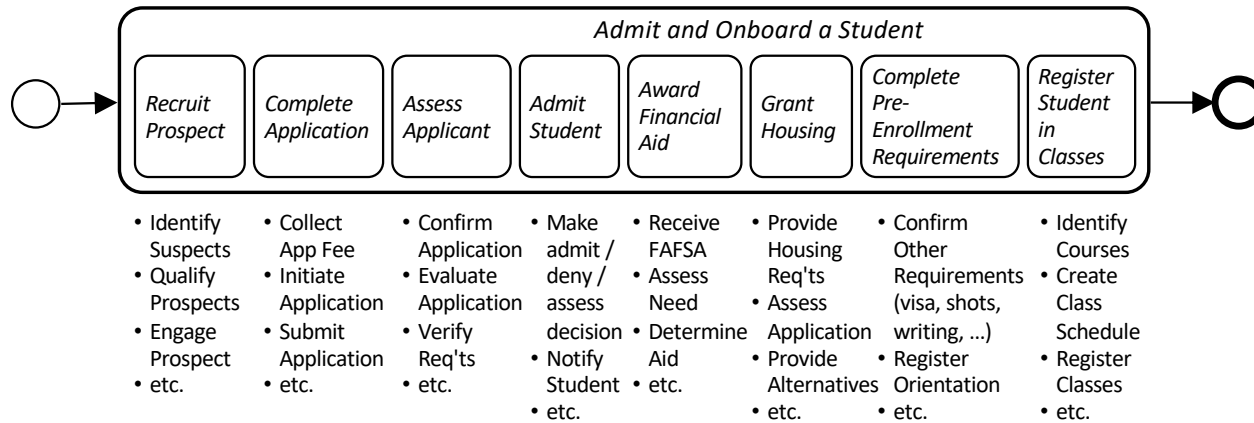 Admit and Onboard a Student
Recruit
Prospect
Complete
Application
Assess
Applicant
Admit
Student
Award
Financial
Aid
Grant
Housing
Complete
Pre-
Enrollment
Requirements
Register
Student
in
Classes
• Identify
Suspects
• Qualify
Prospects
• Engage
Prospect
• etc.
• Collect
App Fee
• Initiate
Application
• Submit
Application
• etc.
• Confirm
Application
• Evaluate
Application
• Verify
Req'ts
• etc.
• Make
admit /
deny /
assess
decision
• Notify
Student
• etc.
• Receive
FAFSA
• Assess
Need
• Determine
Aid
• etc.
• Provide
Housing
Req'ts
• Assess
Application
• Provide
Alternatives
• etc.
• Confirm
Other
Requirements
(visa, shots,
writing, ...)
• Register
Orientation
• etc.
• Identify
Courses
• Create
Class
Schedule
• Register
Classes
• etc.